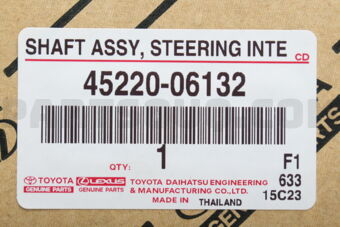 SHAFT ASSY, STEERING INTE CD
45220-06132
QTY: 1 F1
TOYOTA LEXUS TOYOTA DAIHATSU ENGINEERING 633
GENUINE PARTS GENUINE PARTS & MANUFACTURING CO., LTD. 15C23
MADE IN THAILAND